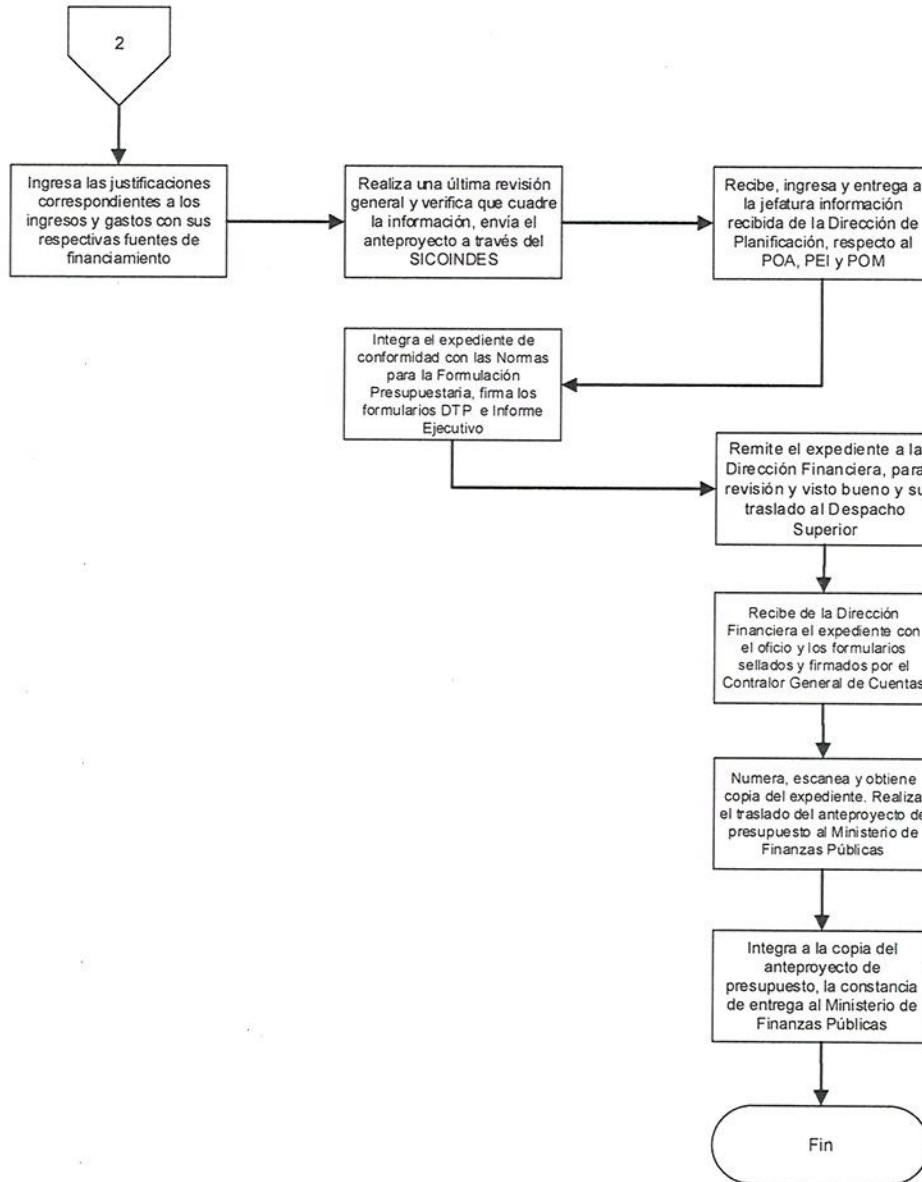 2
Ingresa las justificaciones
correspondientes a los
ingresos y gastos con sus
respectivas fuentes de
financiamiento
Realiza una última revisión
general y verifica que cuadre
la información, envía el
anteproyecto a través del
SICOINDES
Recibe, ingresa y entrega a
la jefatura información
recibida de la Dirección de
Planificación, respecto al
POA, PEI y POM
Integra el expediente de
conformidad con las Normas
para la Formulación
Presupuestaria, firma los
formularios DTP e Informe
Ejecutivo
Remite el expediente a la
Dirección Financiera, para
revisión y visto bueno y su
traslado al Despacho
Superior
Recibe de la Dirección
Financiera el expediente con
el oficio y los formularios
sellados y firmados por el
Contralor General de Cuentas
Numera, escanea y obtiene
copia del expediente. Realiza
el traslado del anteproyecto de
presupuesto al Ministerio de
Finanzas Públicas
Integra a la copia del
anteproyecto de
presupuesto, la constancia
de entrega al Ministerio de
Finanzas Públicas
Fin